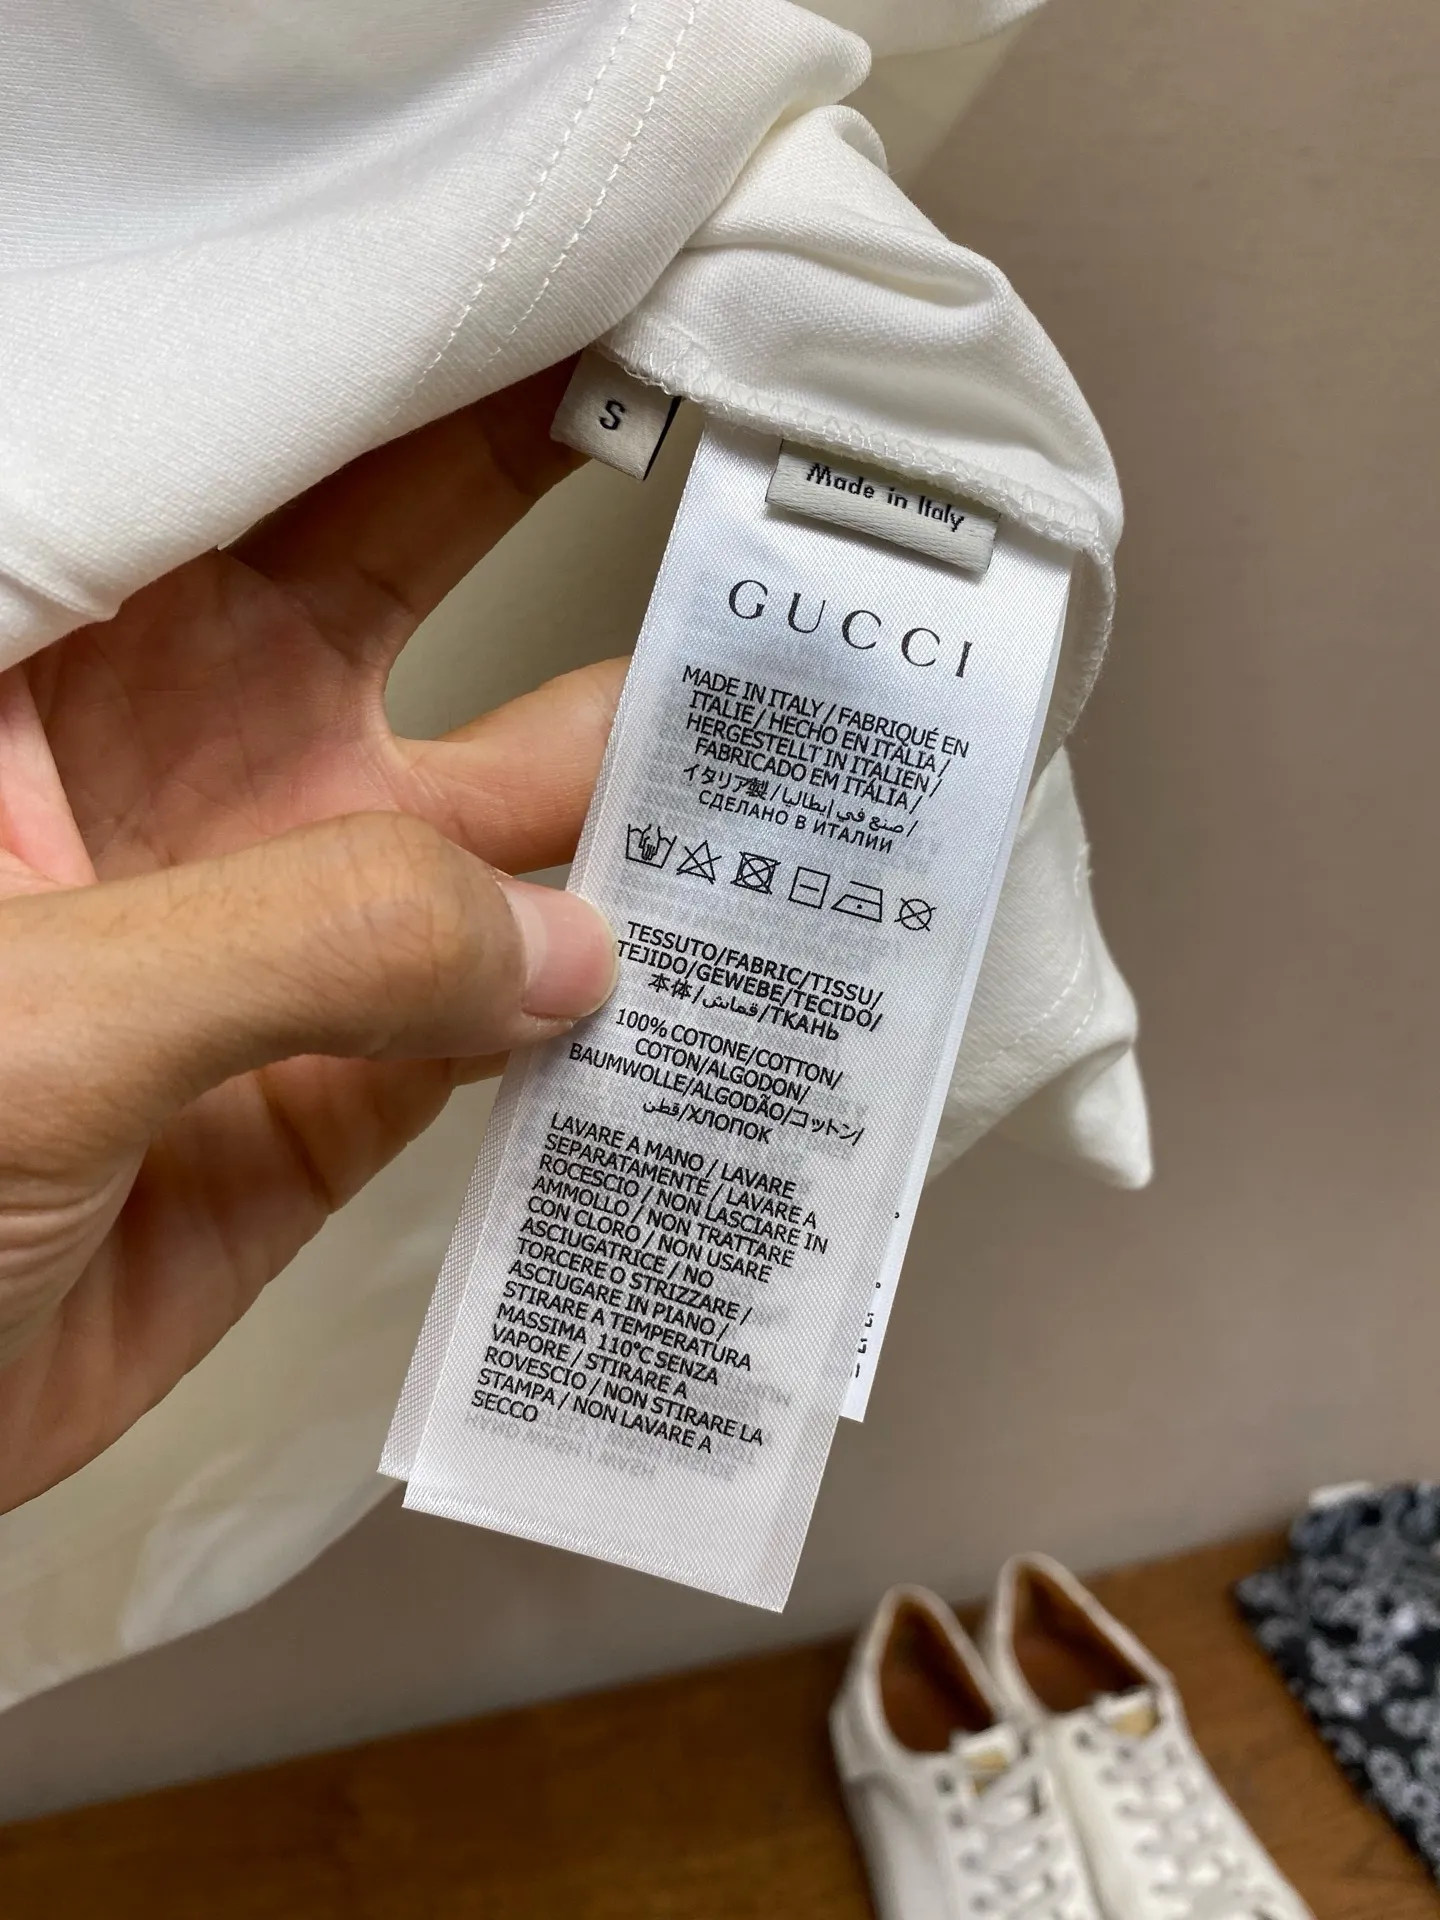 S
Made in Italy
GUCCI
MADE IN ITALY / FABRIQUÉ EN
ITALIE / HECHO EN ITALIA /
HERGESTELLT IN ITALIEN /
FABRICADO EM ITÁLIA /
イタリア製 / صنع في إيطاليا /
СДЕЛАНО В ИТАЛИИ
TESSUTO/FABRIC/TISSU/
TEJIDO/GEWEBE/TECIDO/
本体/قماش/ТКАНЬ
100% COTONE/COTTON/
COTON/ALGODON/
BAUMWOLLE/ALGODÃO/コットン/
قطن/ХЛОПОК
LAVARE A MANO / LAVARE
SEPARATAMENTE / LAVARE A
ROCESCIO / NON LASCIARE IN
AMMOLLO / NON TRATTARE
CON CLORO / NON USARE
ASCIUGATRICE / NO
TORCERE O STRIZZARE /
ASCIUGARE IN PIANO /
STIRARE A TEMPERATURA
MASSIMA 110°C SENZA
VAPORE / STIRARE A
ROVESCIO / NON STIRARE LA
STAMPA / NON LAVARE A
SECCO